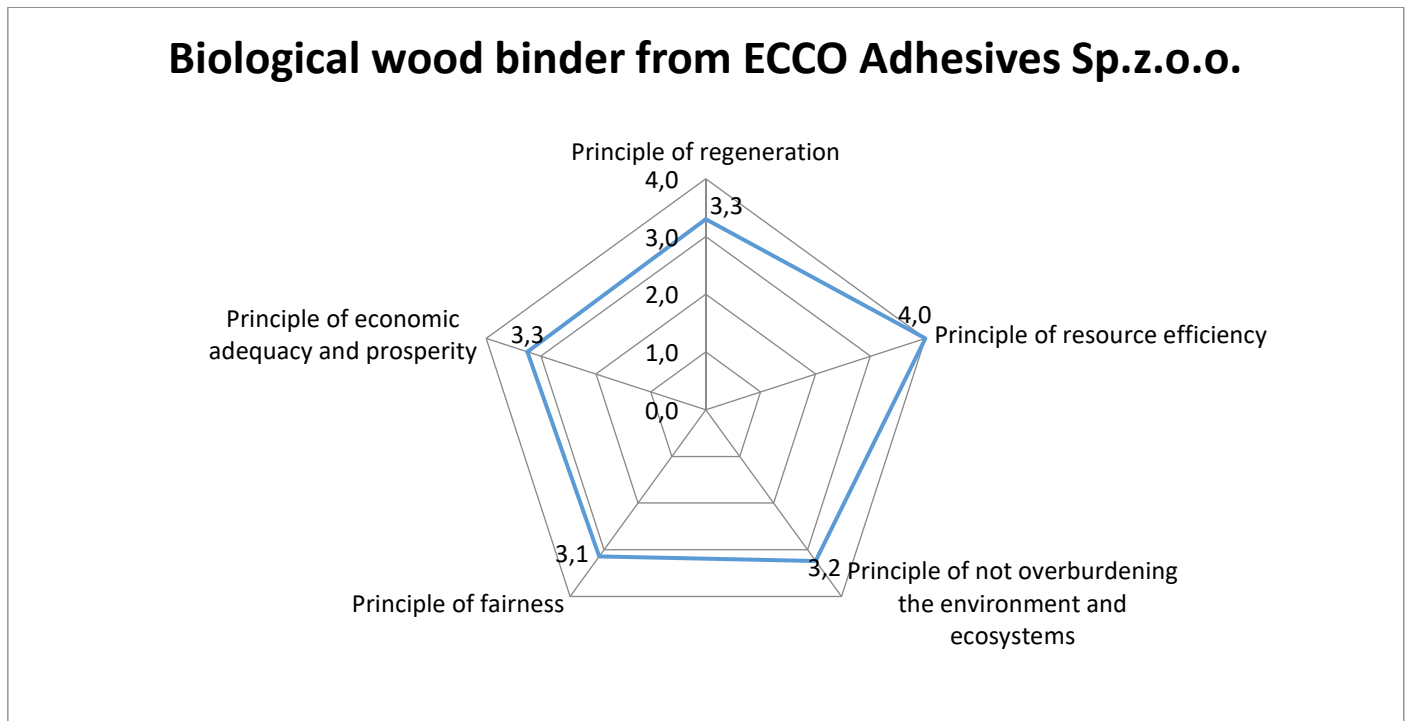 Biological wood binder from ECCO Adhesives Sp.z.o.o.
Principle of regeneration
4,0
3,3
3,0
2,0
1,0
0,0
4,0
Principle of resource efficiency
3,2
Principle of not overburdening
the environment and
ecosystems
3,1
Principle of fairness
3,3
Principle of economic
adequacy and prosperity